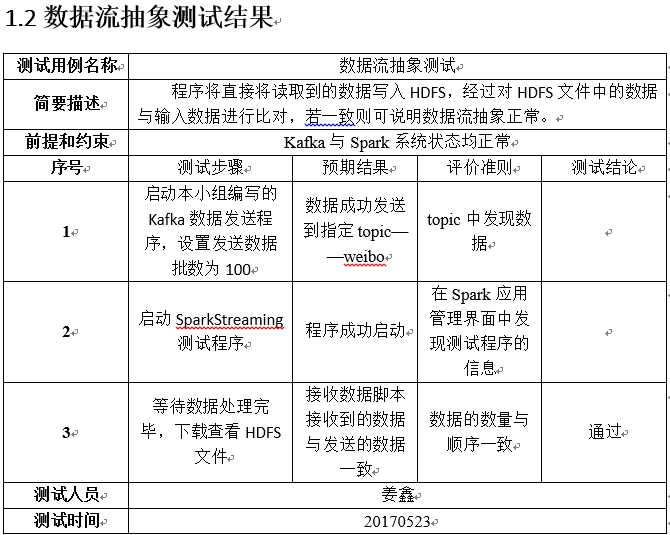 1.2 数据流抽象测试结果
测试用例名称 数据流抽象测试
简要描述 程序将直接将读取到的数据写入 HDFS，经过对 HDFS 文件中的数据
与输入数据进行比对，若一致则可说明数据流抽象正常。
前提和约束 Kafka 与 Spark 系统状态均正常
序号 测试步骤 预期结果 评价准则 测试结论
1
启动本小组编写的
Kafka 数据发送程
序，设置发送数据
批数为 100
数据成功发送
到指定 topic—
—weibo
topic 中发现数
据
2
启动 SparkStreaming
测试程序
程序成功启动
在 Spark 应用
管理界面中发
现测试程序的
信息
3
等待数据处理完
毕，下载查看 HDFS
文件
接收数据脚本
接收到的数据
与发送的数据
一致
数据的数量与
顺序一致
通过
测试人员 姜鑫
测试时间 20170523